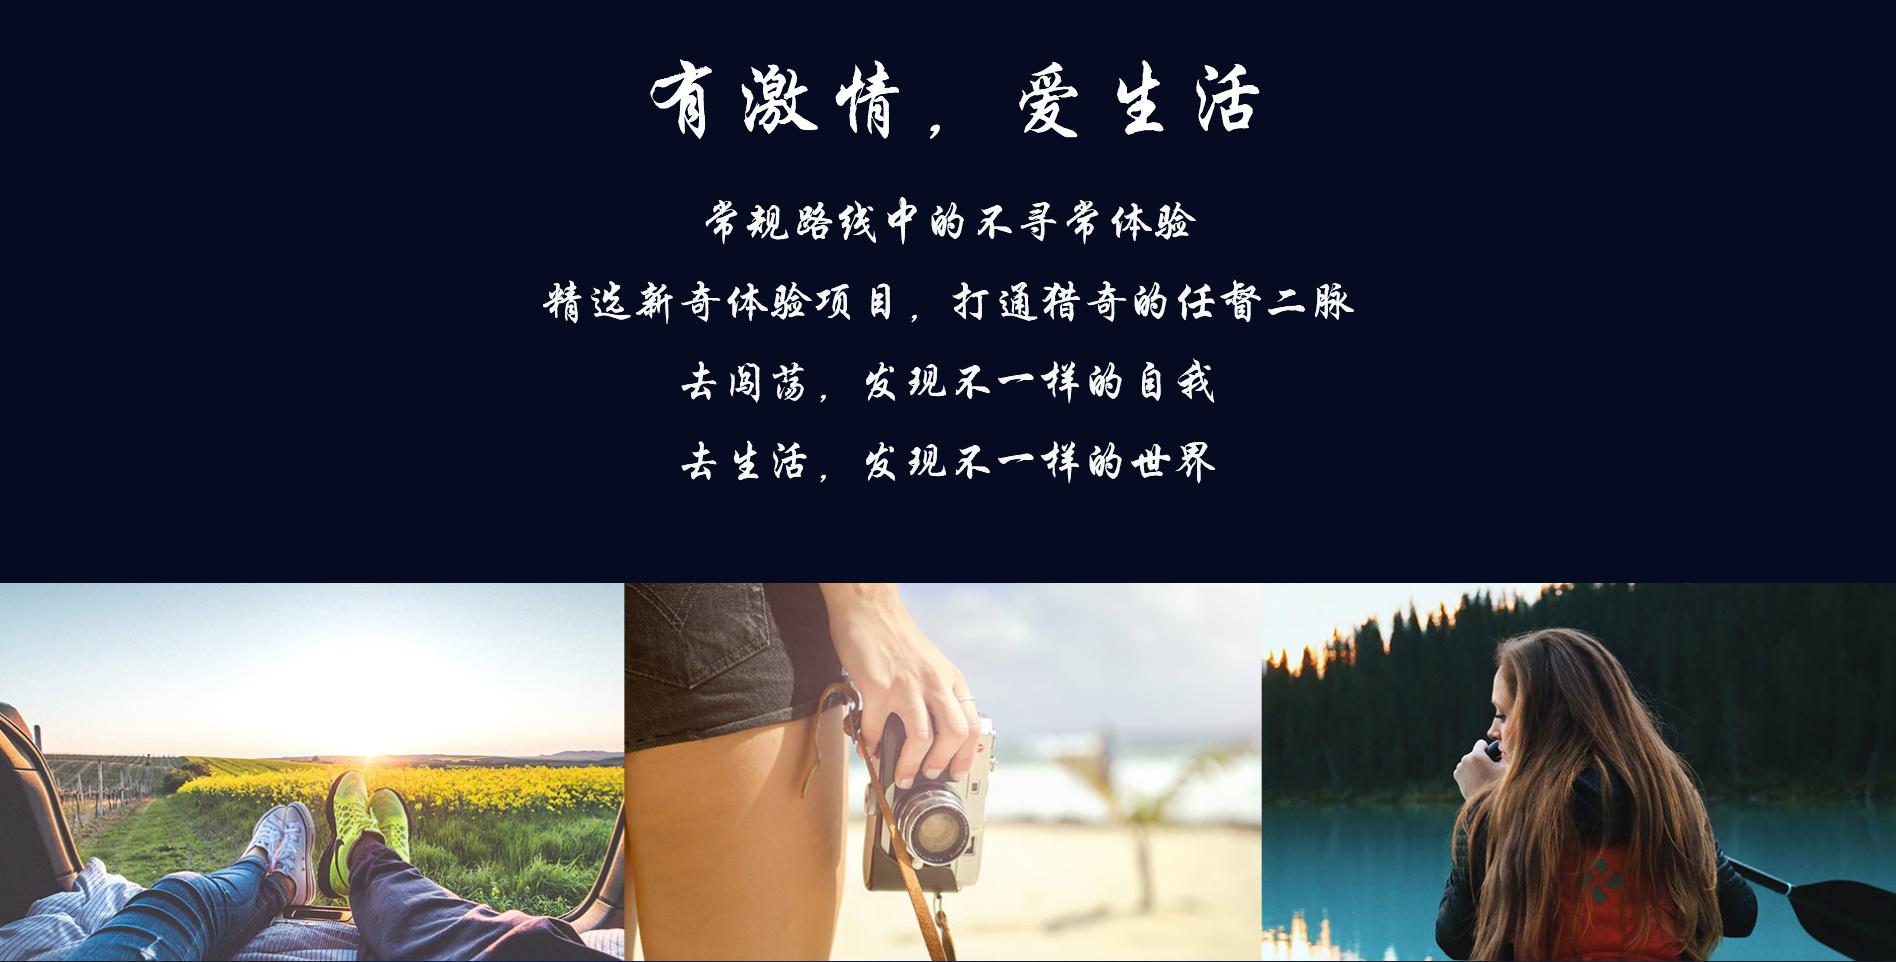 有激情，爱生活
常规路线中的不寻常体验
精选新奇体验项目，打通猎奇的任督二脉
去闯荡，发现不一样的自我
去生活，发现不一样的世界